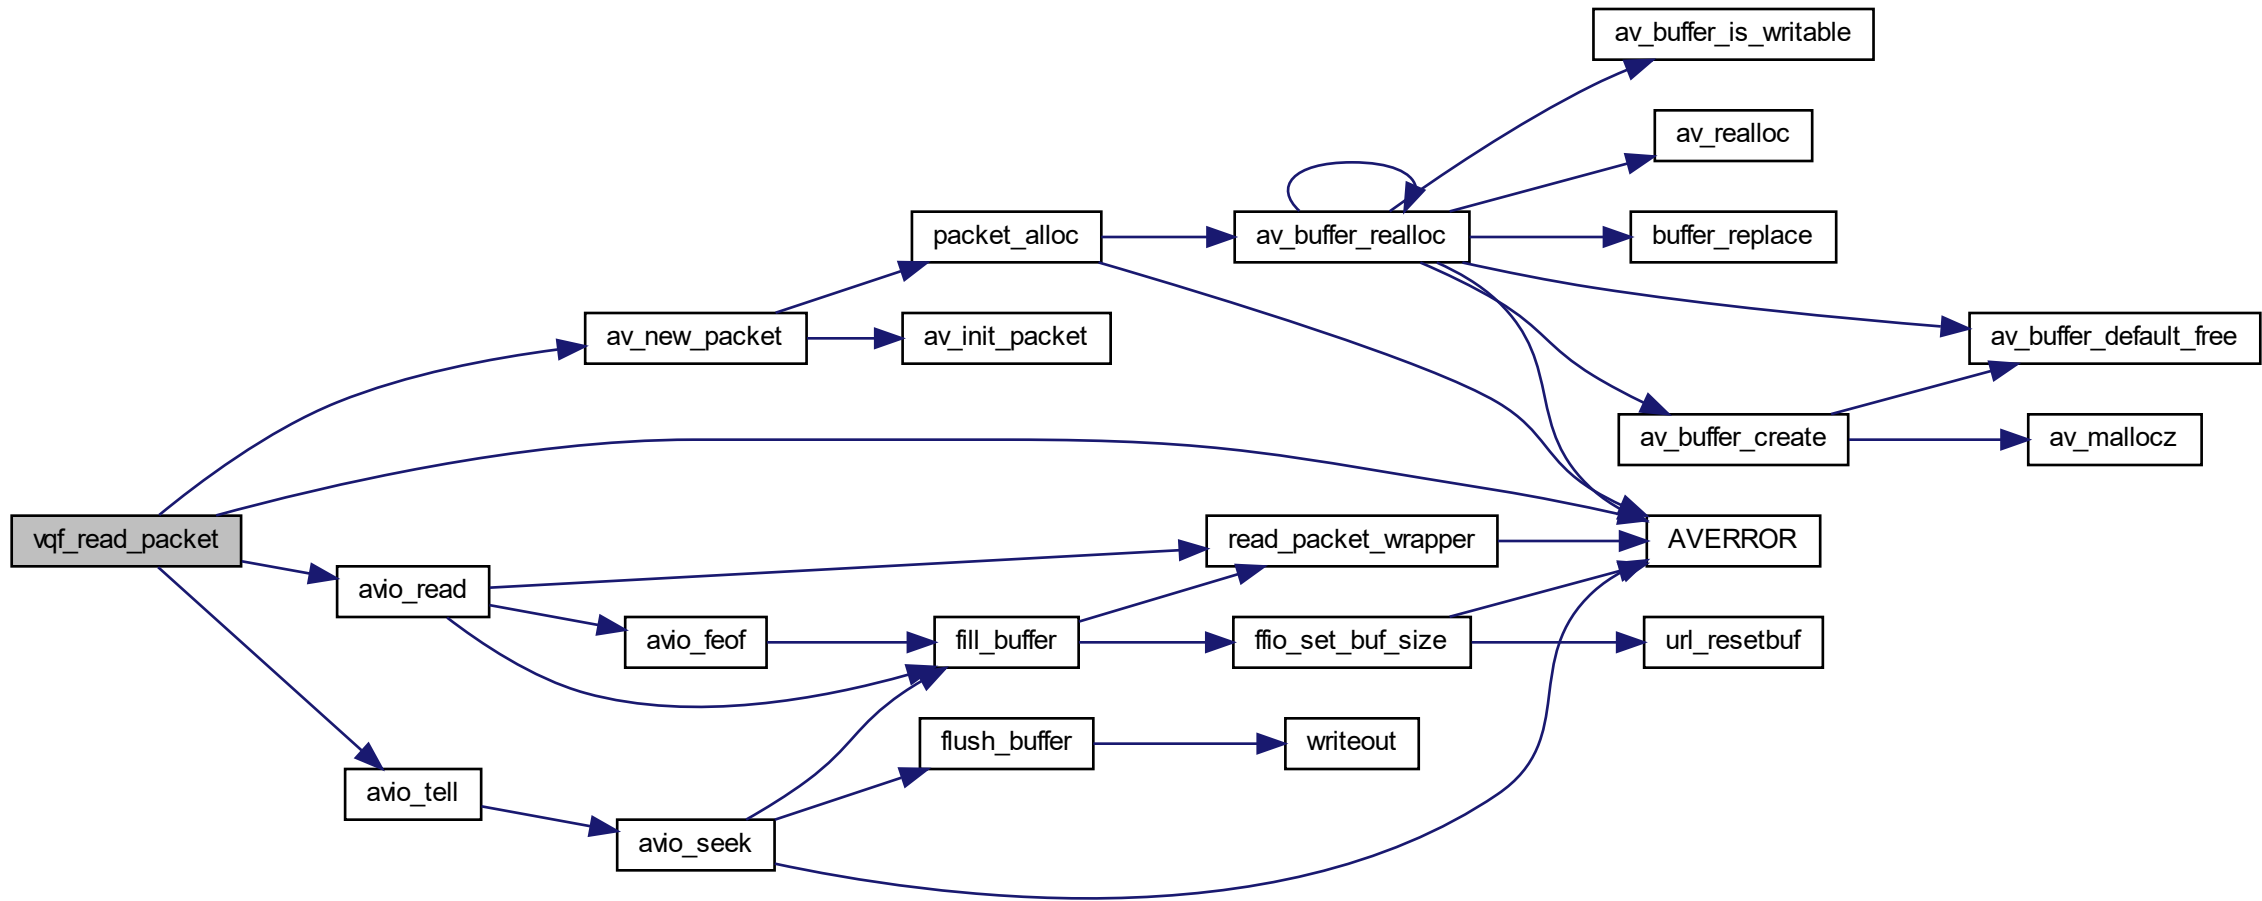 av_buffer_is_writable
av_realloc
packet_alloc
av_buffer_realloc
buffer_replace
av_new_packet
av_init_packet
av_buffer_default_free
av_buffer_create
av_mallocz
vqf_read_packet
read_packet_wrapper
AVERROR
avio_read
avio_feof
fill_buffer
ffio_set_buf_size
url_resetbuf
flush_buffer
writeout
avio_tell
avio_seek